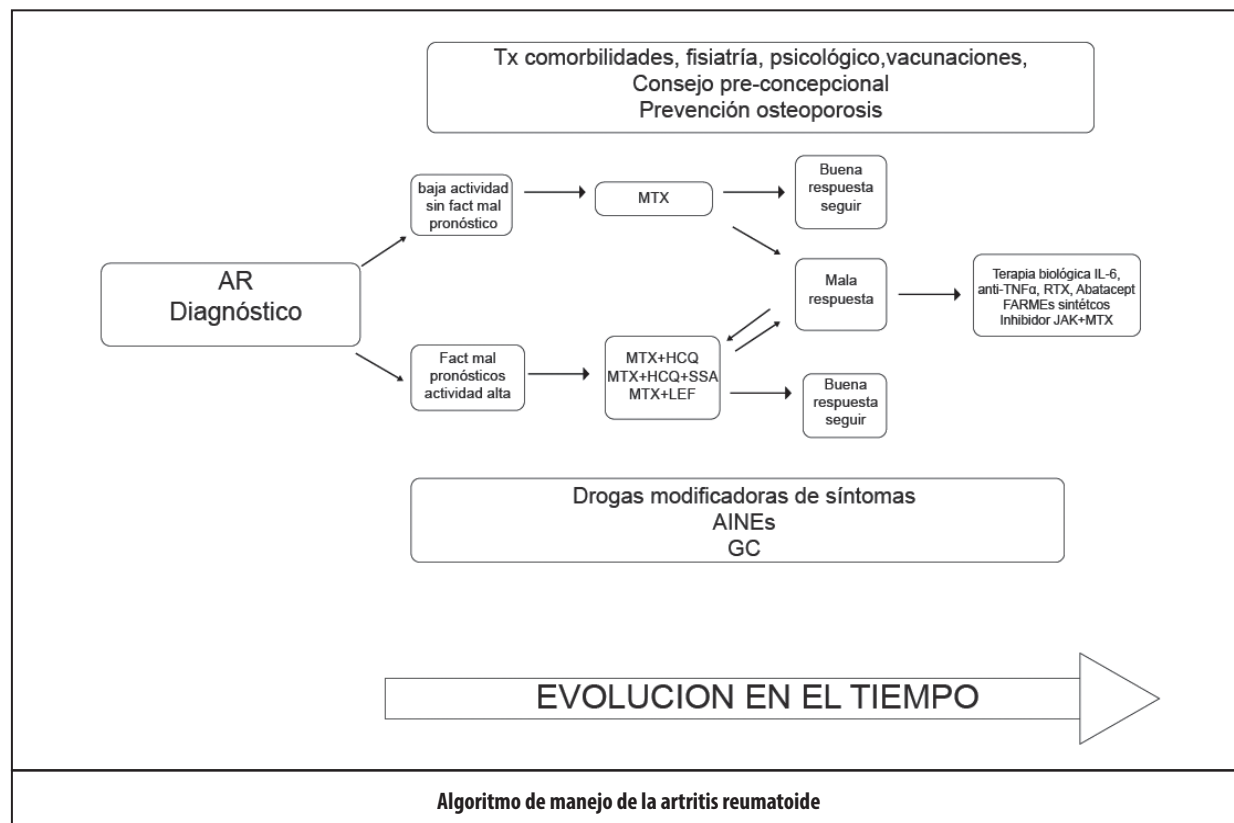 Tx comorbilidades, fisiatría, psicológico,vacunaciones,
Consejo pre-concepcional
Prevención osteoporosis
AR
Diagnóstico
baja actividad
sin fact mal
pronóstico
MTX
Buena
respuesta
seguir
Mala
respuesta
Terapia biológica IL-6,
anti-TNFα, RTX, Abatacept
FARMEs sintétcos
Inhibidor JAK+MTX
Fact mal
pronósticos
actividad alta
MTX+HCQ
MTX+HCQ+SSA
MTX+LEF
Buena
respuesta
seguir
Drogas modificadoras de síntomas
AINEs
GC
EVOLUCION EN EL TIEMPO
Algoritmo de manejo de la artritis reumatoide